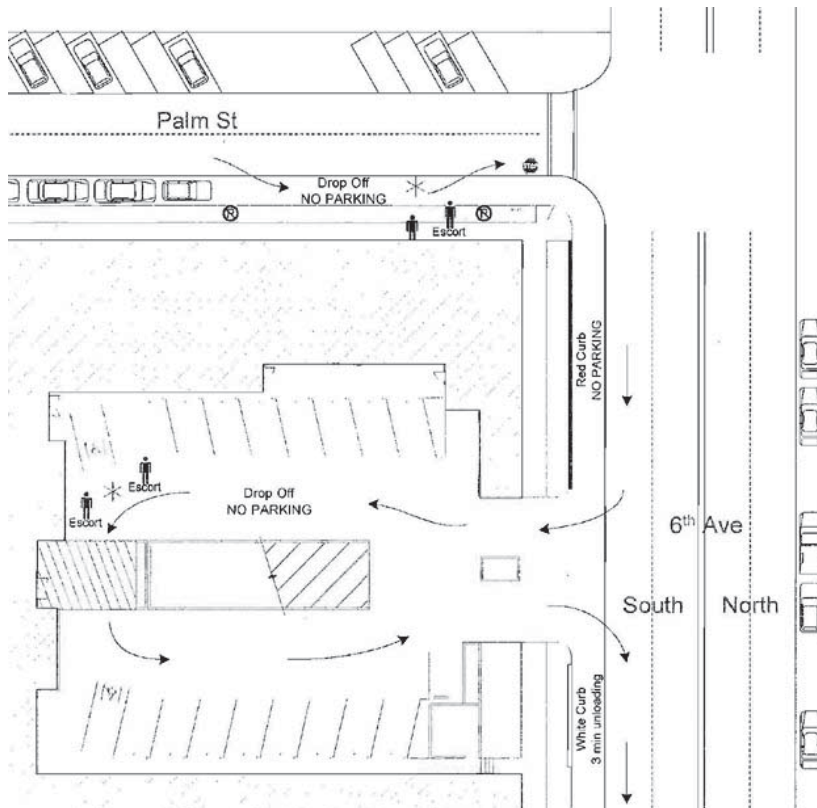 Palm St
STOP
Drop Off
NO PARKING
Escort
Red Curb
NO PARKING
Escort
Escort
Drop Off
NO PARKING
6th Ave
South
North
White Curb
3 min unloading